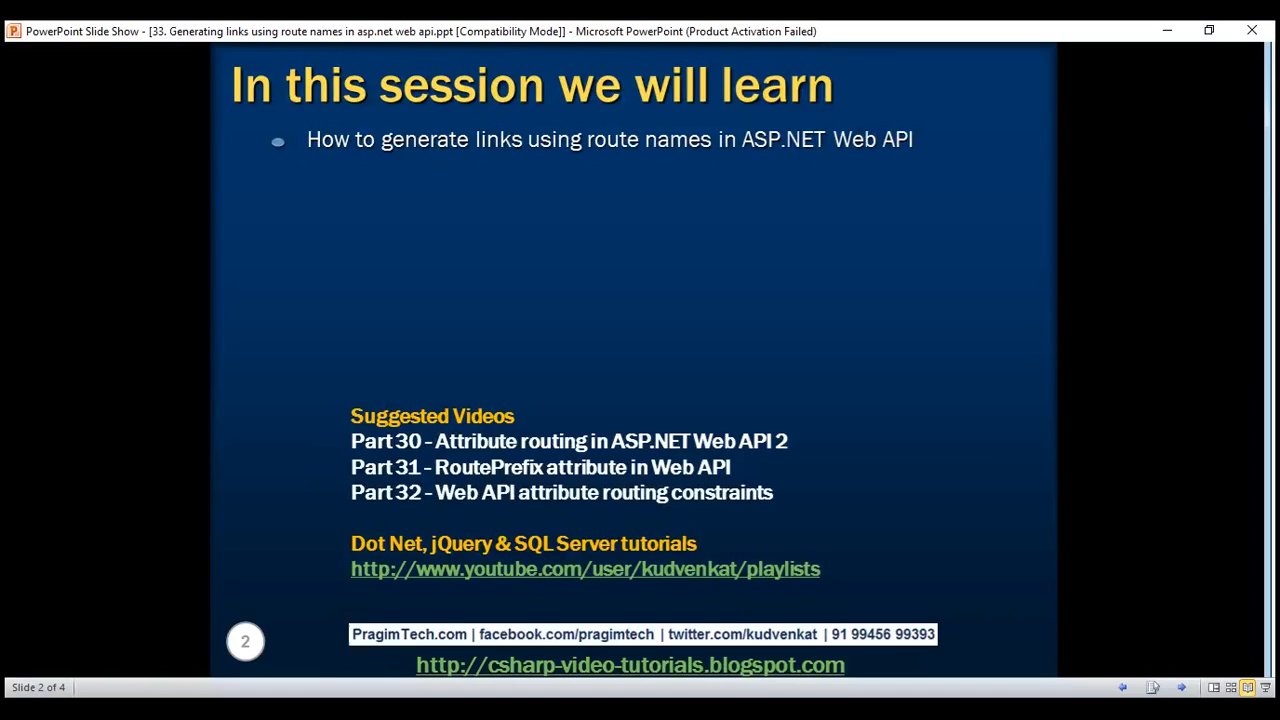 PowerPoint Slide Show - [33. Generating links using route names in asp.net web api.ppt [Compatibility Mode]] - Microsoft PowerPoint (Product Activation Failed)
In this session we will learn
How to generate links using route names in ASP.NET Web API
Suggested Videos
Part 30 - Attribute routing in ASP.NET Web API 2
Part 31 - RoutePrefix attribute in Web API
Part 32 - Web API attribute routing constraints
Dot Net, jQuery & SQL Server tutorials
http://www.youtube.com/user/kudvenkat/playlists
2
PragimTech.com | facebook.com/pragimtech | twitter.com/kudvenkat | 91 99456 99393
http://csharp-video-tutorials.blogspot.com
Slide 2 of 4